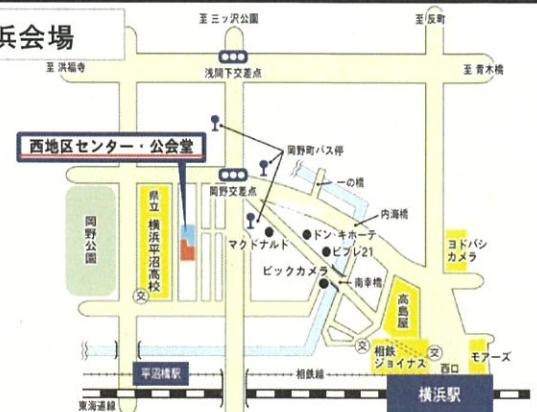 浜会場
至 三ッ沢公園
至 反町
至 洪福寺
浅間下交差点
至 青木橋
西地区センター・公会堂
岡野町バス停
一の橋
岡野交差点
内海橋
岡野公園
県立 横浜平沼高校
マクドナルド
ドン・キホーテ
ビブレ21
ヨドバシ
カメラ
ビックカメラ
南幸橋
高島屋
交
交
相鉄
ジョイナス
交
モアーズ
西口
平沼橋駅
相鉄線
横浜駅
東海道線